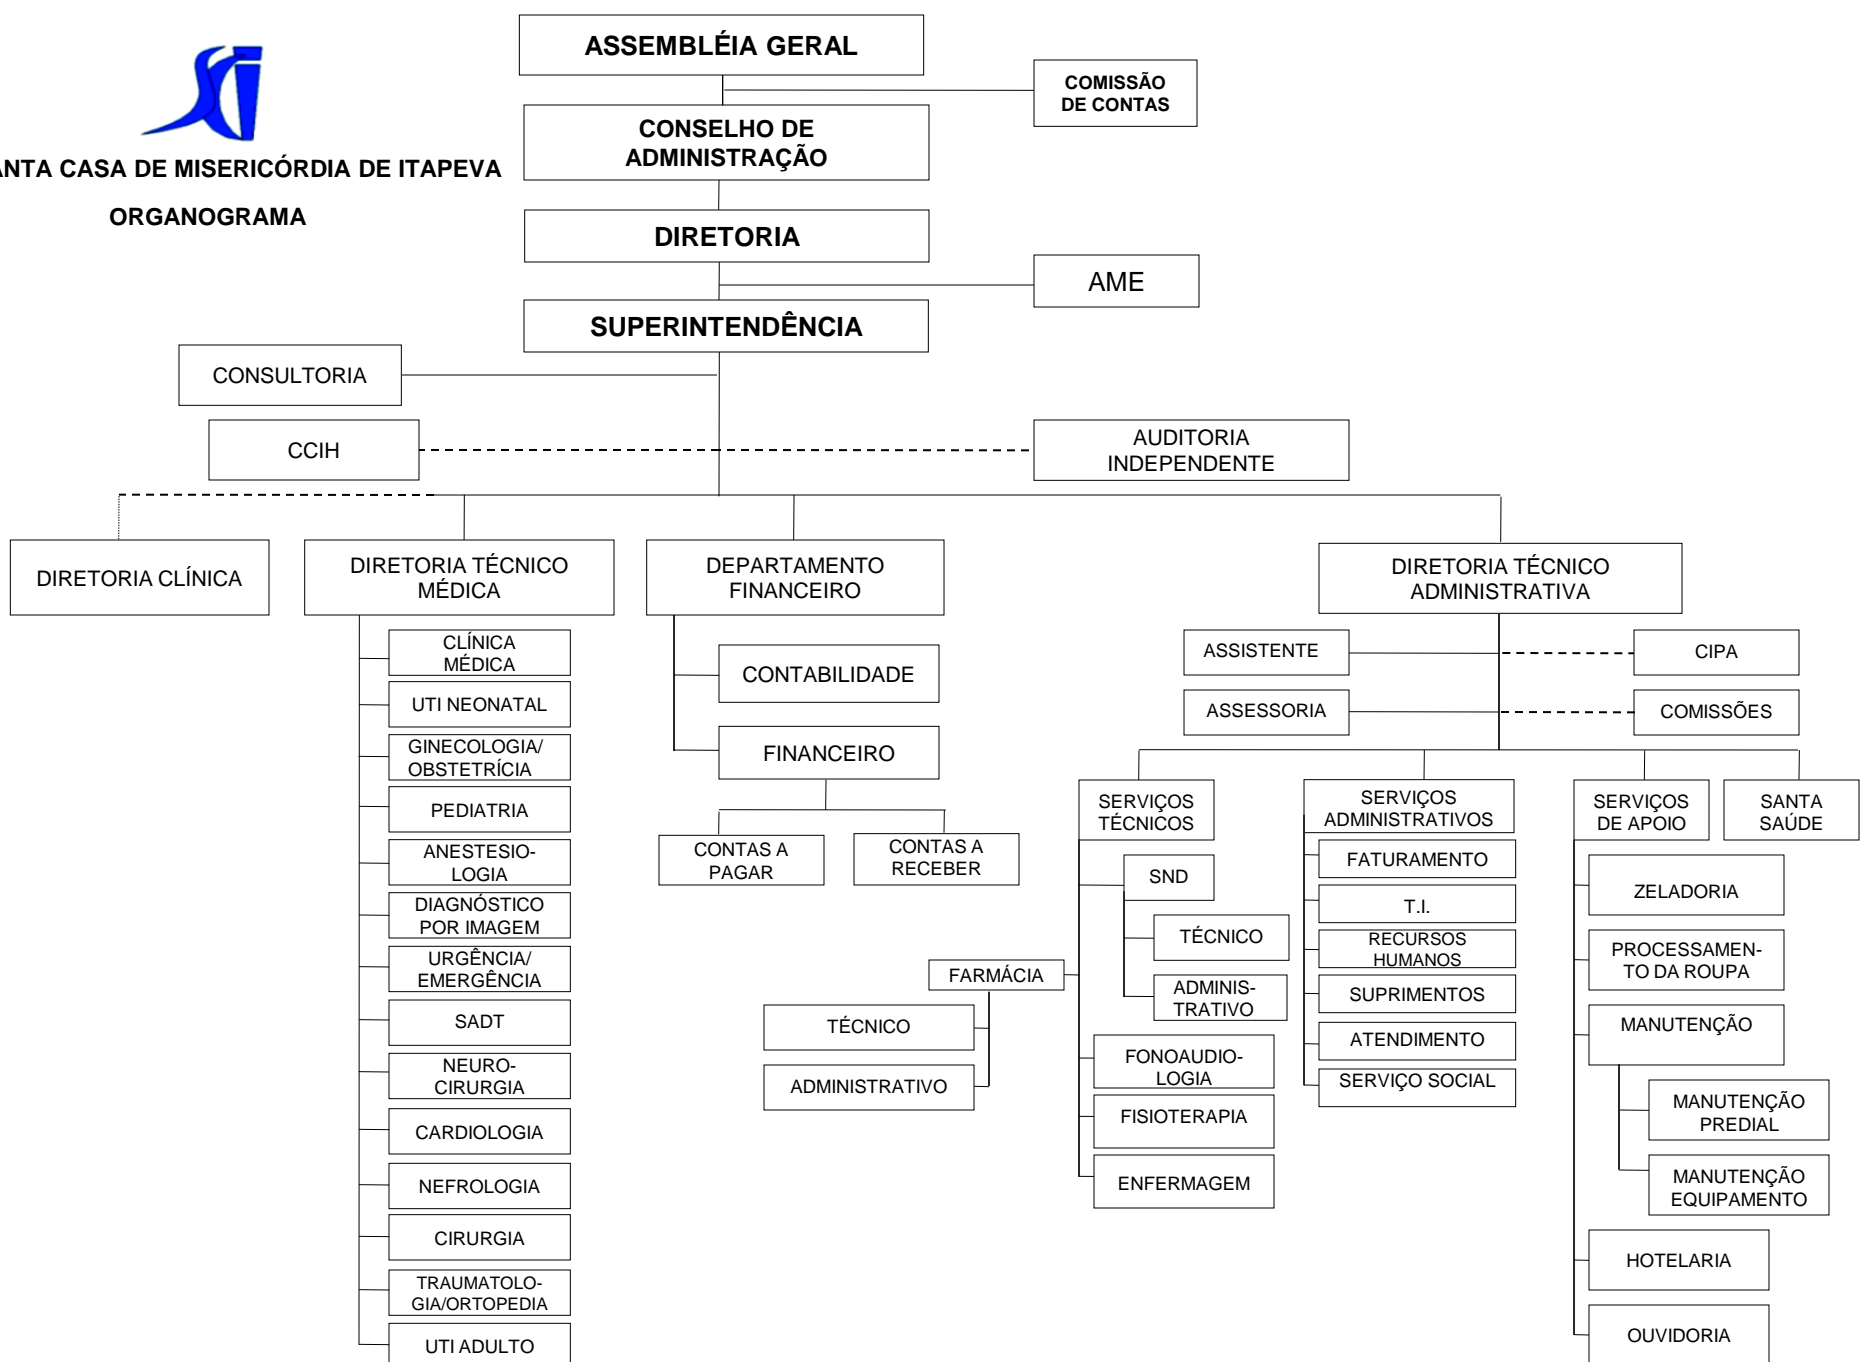 ASSEMBLÉIA GERAL
COMISSÃO
DE CONTAS
CONSELHO DE
ADMINISTRAÇÃO
ANTA CASA DE MISERICÓRDIA DE ITAPEVA
ORGANOGRAMA
DIRETORIA
AME
SUPERINTENDÊNCIA
CONSULTORIA
CCIH
AUDITORIA
INDEPENDENTE
DIRETORIA CLÍNICA
DIRETORIA TÉCNICO
MÉDICA
DEPARTAMENTO
FINANCEIRO
DIRETORIA TÉCNICO
ADMINISTRATIVA
CLÍNICA
MÉDICA
UTI NEONATAL
GINECOLOGIA/
OBSTETRÍCIA
PEDIATRIA
ANESTESIO-
LOGIA
DIAGNÓSTICO
POR IMAGEM
URGÊNCIA/
EMERGÊNCIA
SADT
NEURO-
CIRURGIA
CARDIOLOGIA
NEFROLOGIA
CIRURGIA
TRAUMATOLO-
GIA/ORTOPEDIA
UTI ADULTO
CONTABILIDADE
FINANCEIRO
CONTAS A
PAGAR
CONTAS A
RECEBER
ASSISTENTE
CIPA
ASSESSORIA
COMISSÕES
SERVIÇOS
TÉCNICOS
SND
TÉCNICO
ADMINIS-
TRATIVO
FARMÁCIA
TÉCNICO
ADMINISTRATIVO
FONOAUDIO-
LOGIA
FISIOTERAPIA
ENFERMAGEM
SERVIÇOS
ADMINISTRATIVOS
FATURAMENTO
T.I.
RECURSOS
HUMANOS
SUPRIMENTOS
ATENDIMENTO
SERVIÇO SOCIAL
SERVIÇOS
DE APOIO
ZELADORIA
PROCESSAMEN-
TO DA ROUPA
MANUTENÇÃO
MANUTENÇÃO
PREDIAL
MANUTENÇÃO
EQUIPAMENTO
HOTELARIA
OUVIDORIA
SANTA
SAÚDE